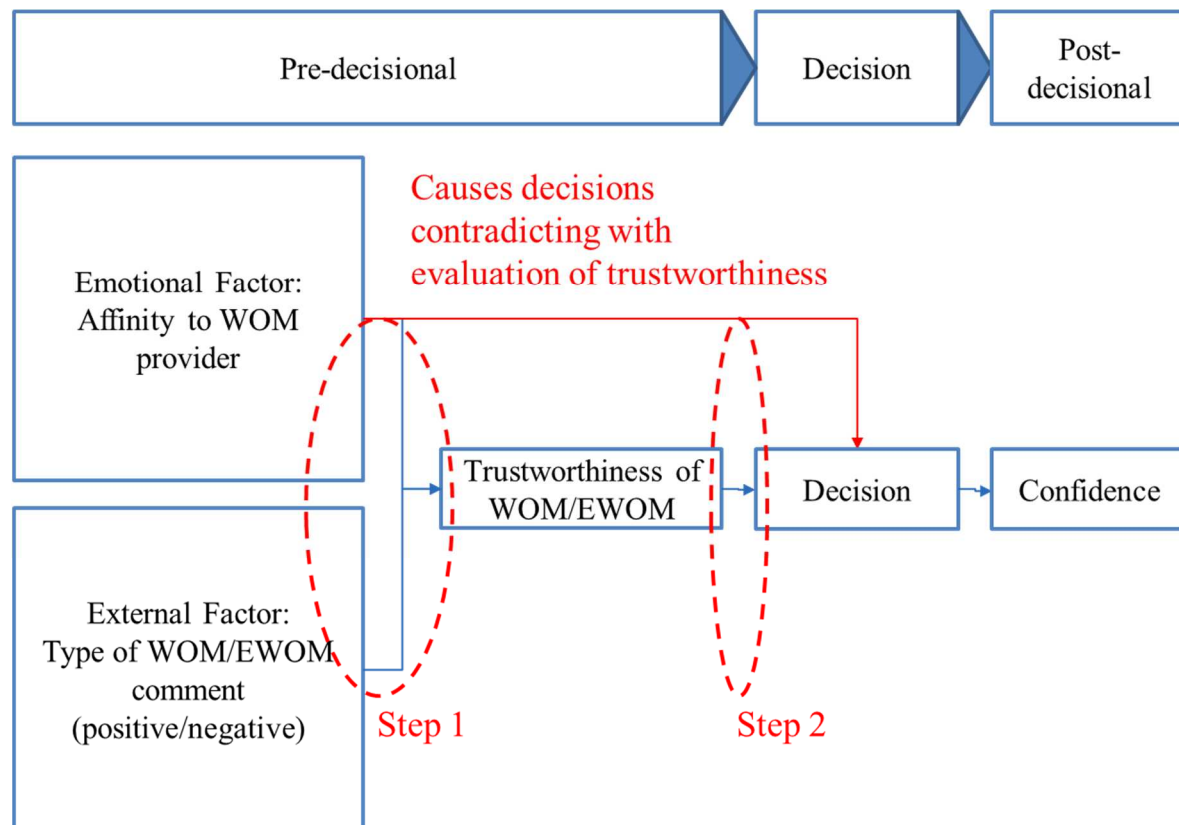 Pre-decisional
Decision
Post-
decisional
Causes decisions
contradicting with
evaluation of trustworthiness
Emotional Factor:
Affinity to WOM
provider
Trustworthiness of
WOM/EWOM
Decision
Confidence
External Factor:
Type of WOM/EWOM
comment
(positive/negative)
Step 1
Step 2